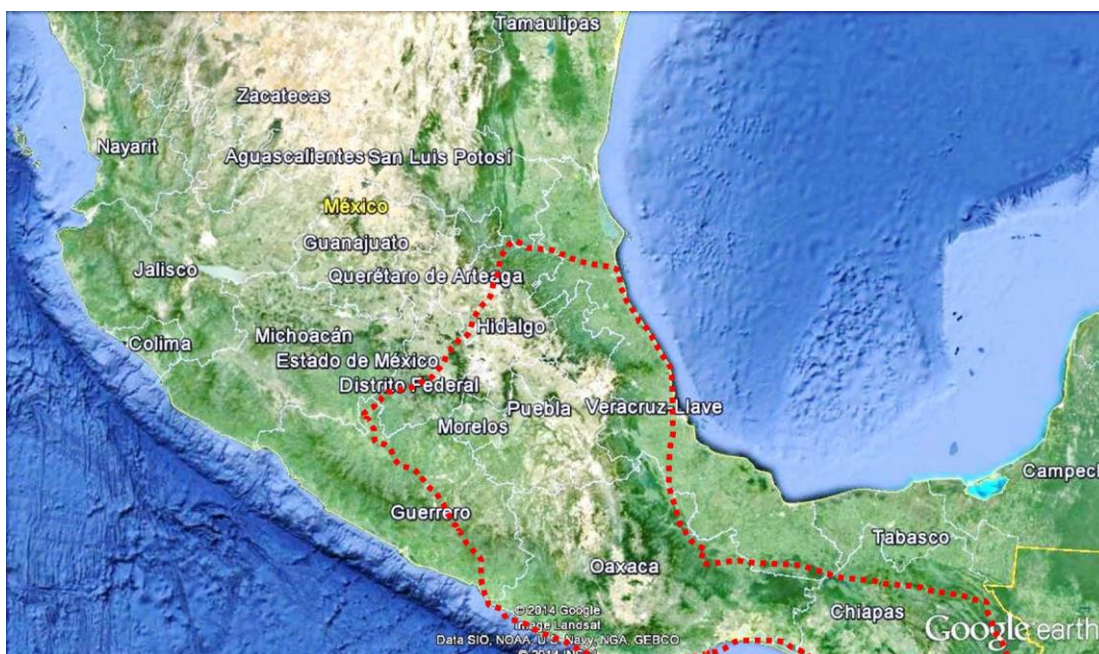 Tamaulipas
Zacatecas
Nayarit
Aguascalientes San Luis Potosí
México
Guanajuato
Jalisco
Querétaro de Arteaga
Hidalgo
Michoacán
Colima
Estado de México
Distrito Federal
Puebla
Veracruz-Llave
Morelos
Campech
Guerrero
Tabasco
Oaxaca
Chiapas
© 2014 Google
Image Landsat
Data SIO, NOAA, U.S. Navy, NGA, GEBCO
© 2014 INEGI
Google earth